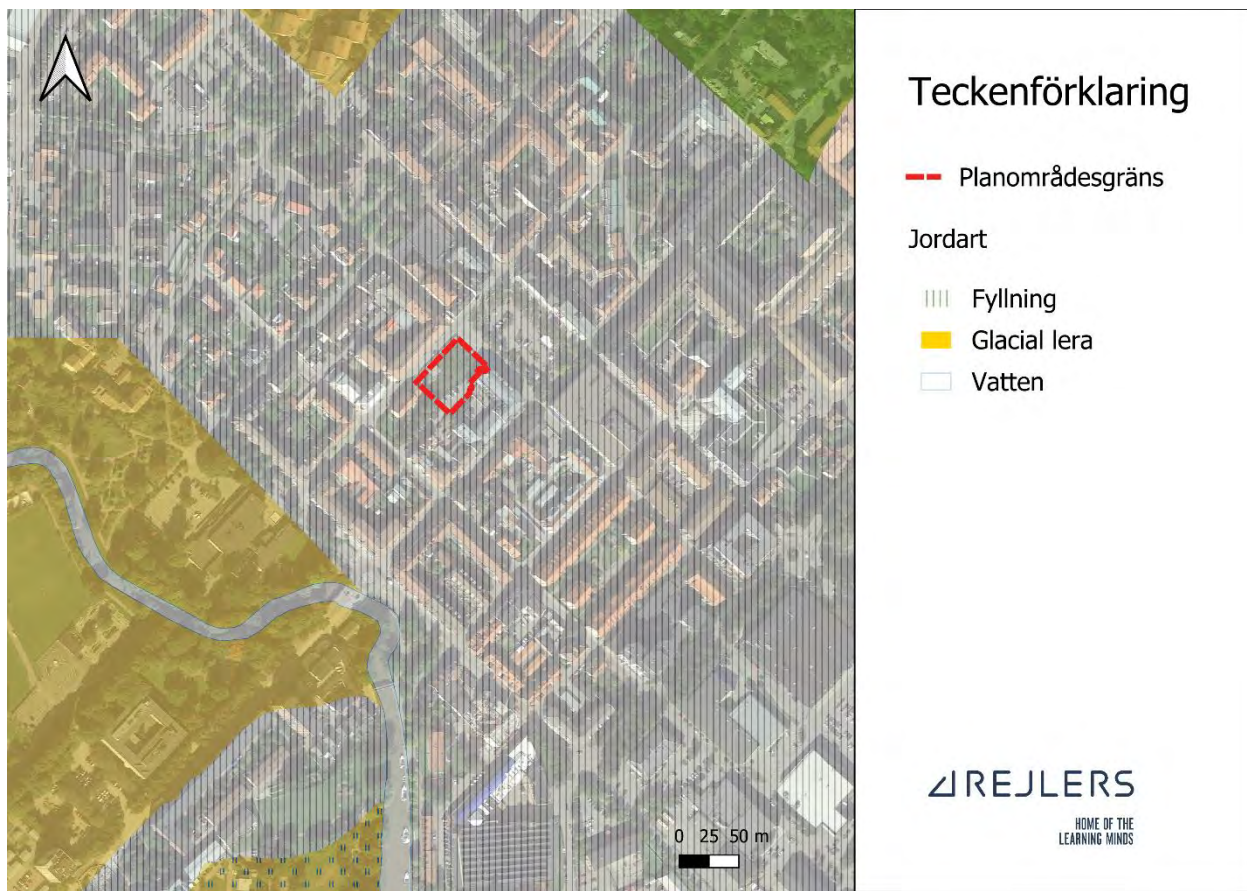 Teckenförklaring
Planområdesgräns
Jordart
Fyllning
Glacial lera
Vatten
0 25 50 m
REJLERS
HOME OF THE
LEARNING MINDS